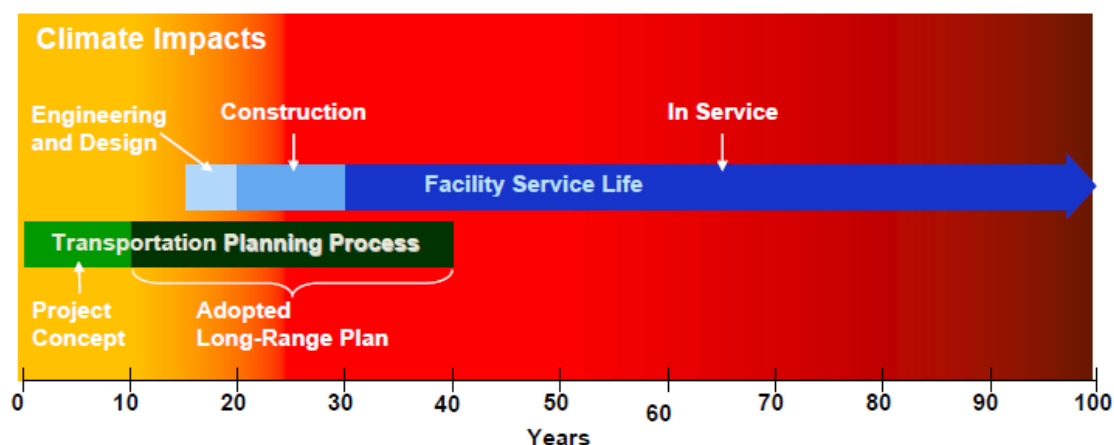 Climate Impacts
Engineering
and Design
Construction
In Service
Facility Service Life
Transportation Planning Process
Project
Concept
Adopted
Long-Range Plan
0 10 20 30 40 50 60 70 80 90 100
Years